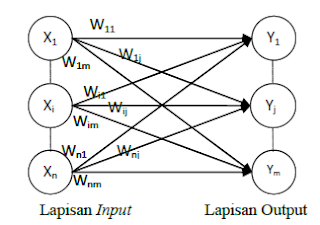 W11
X1
Y1
W1j
W1m
Wi1
Xi
Wij
Yj
Wim
Wn1
Wnj
Xn
Ym
Wnm
Lapisan Input
Lapisan Output